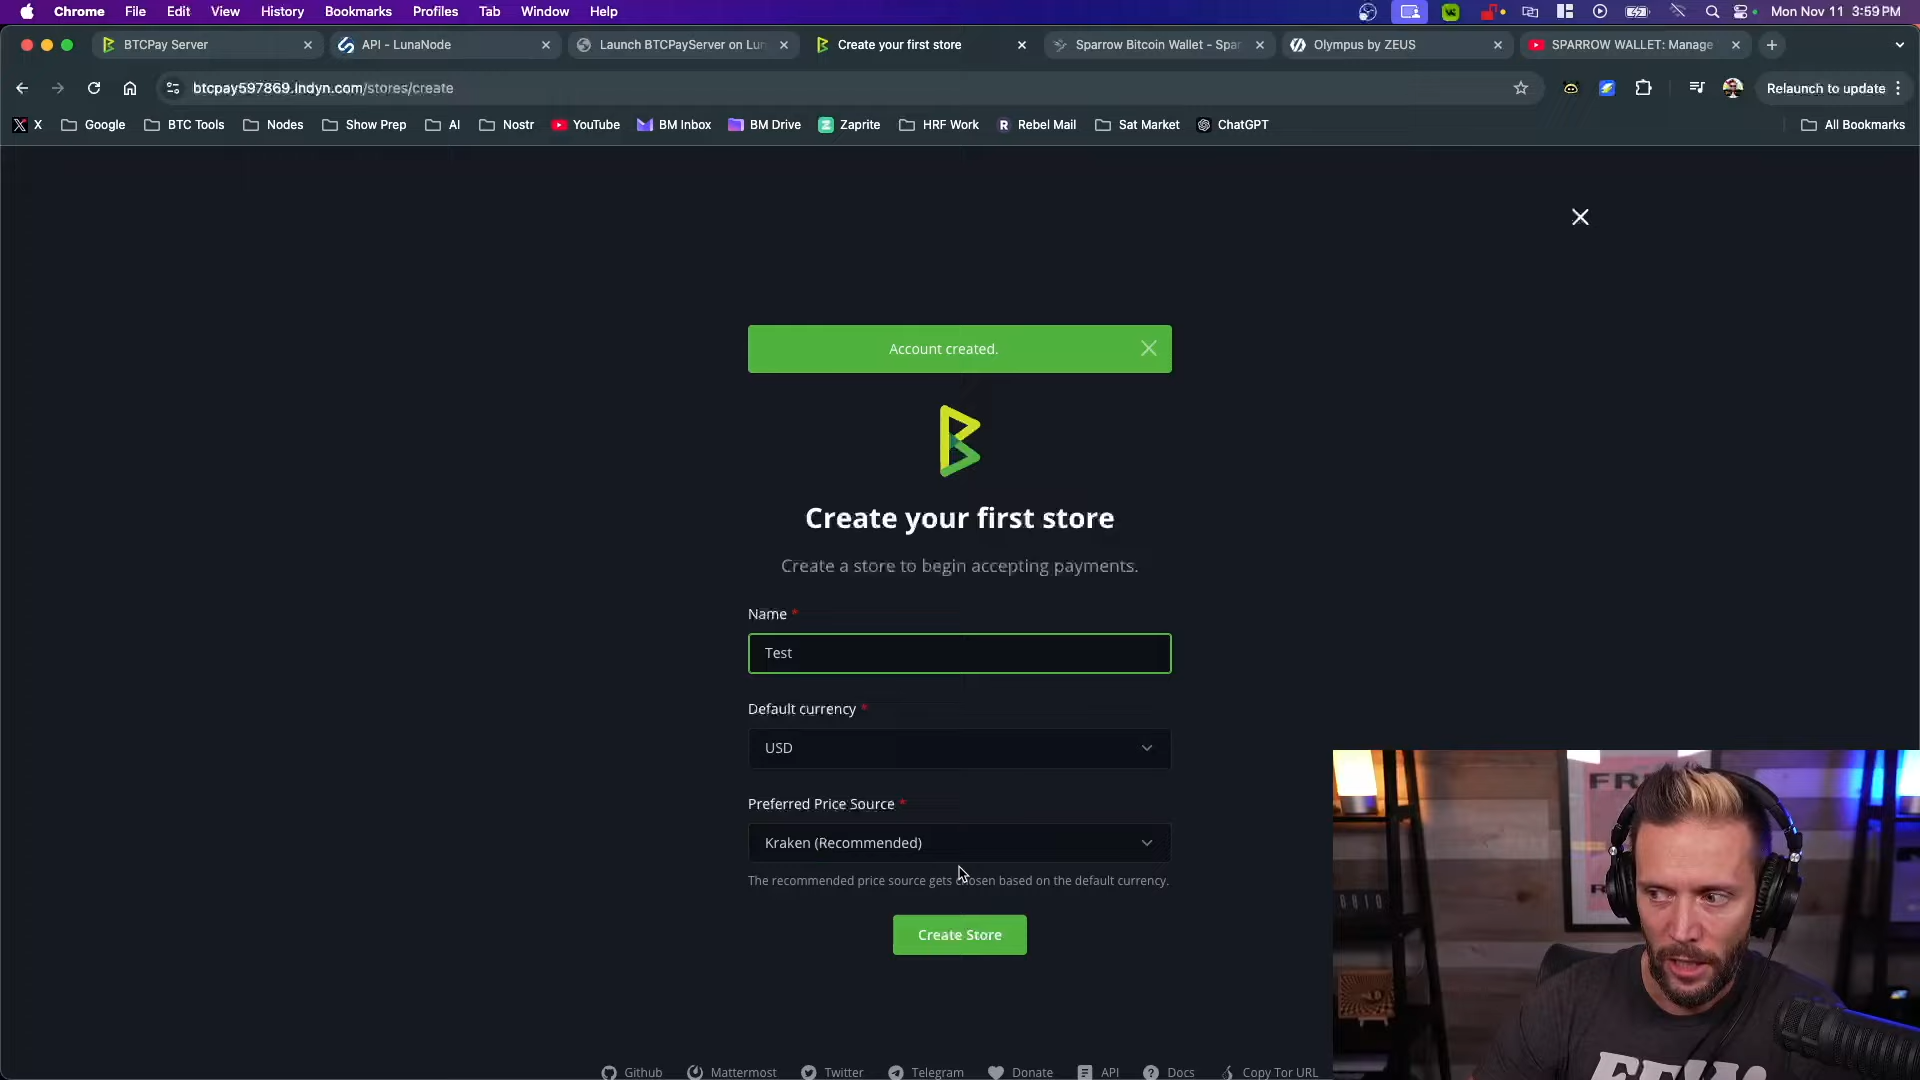 Chrome File Edit View History Bookmarks Profiles Tab Window Help
Mon Nov 11 3:59 PM
BTCPay Server
API - LunaNode
Launch BTCPayServer on Lun
Create your first store
Sparrow Bitcoin Wallet - Spar
Olympus by ZEUS
SPARROW WALLET: Manage
btcpay597869.lndyn.com/stores/create
Relaunch to update
X Google BTC Tools Nodes Show Prep AI Nostr YouTube BM Inbox BM Drive Zaprite HRF Work Rebel Mail Sat Market ChatGPT
All Bookmarks
Account created.
Create your first store
Create a store to begin accepting payments.
Name *
Test
Default currency *
USD
Preferred Price Source *
Kraken (Recommended)
The recommended price source gets chosen based on the default currency.
Create Store
Github Mattermost Twitter Telegram Donate API Docs Copy Tor URL